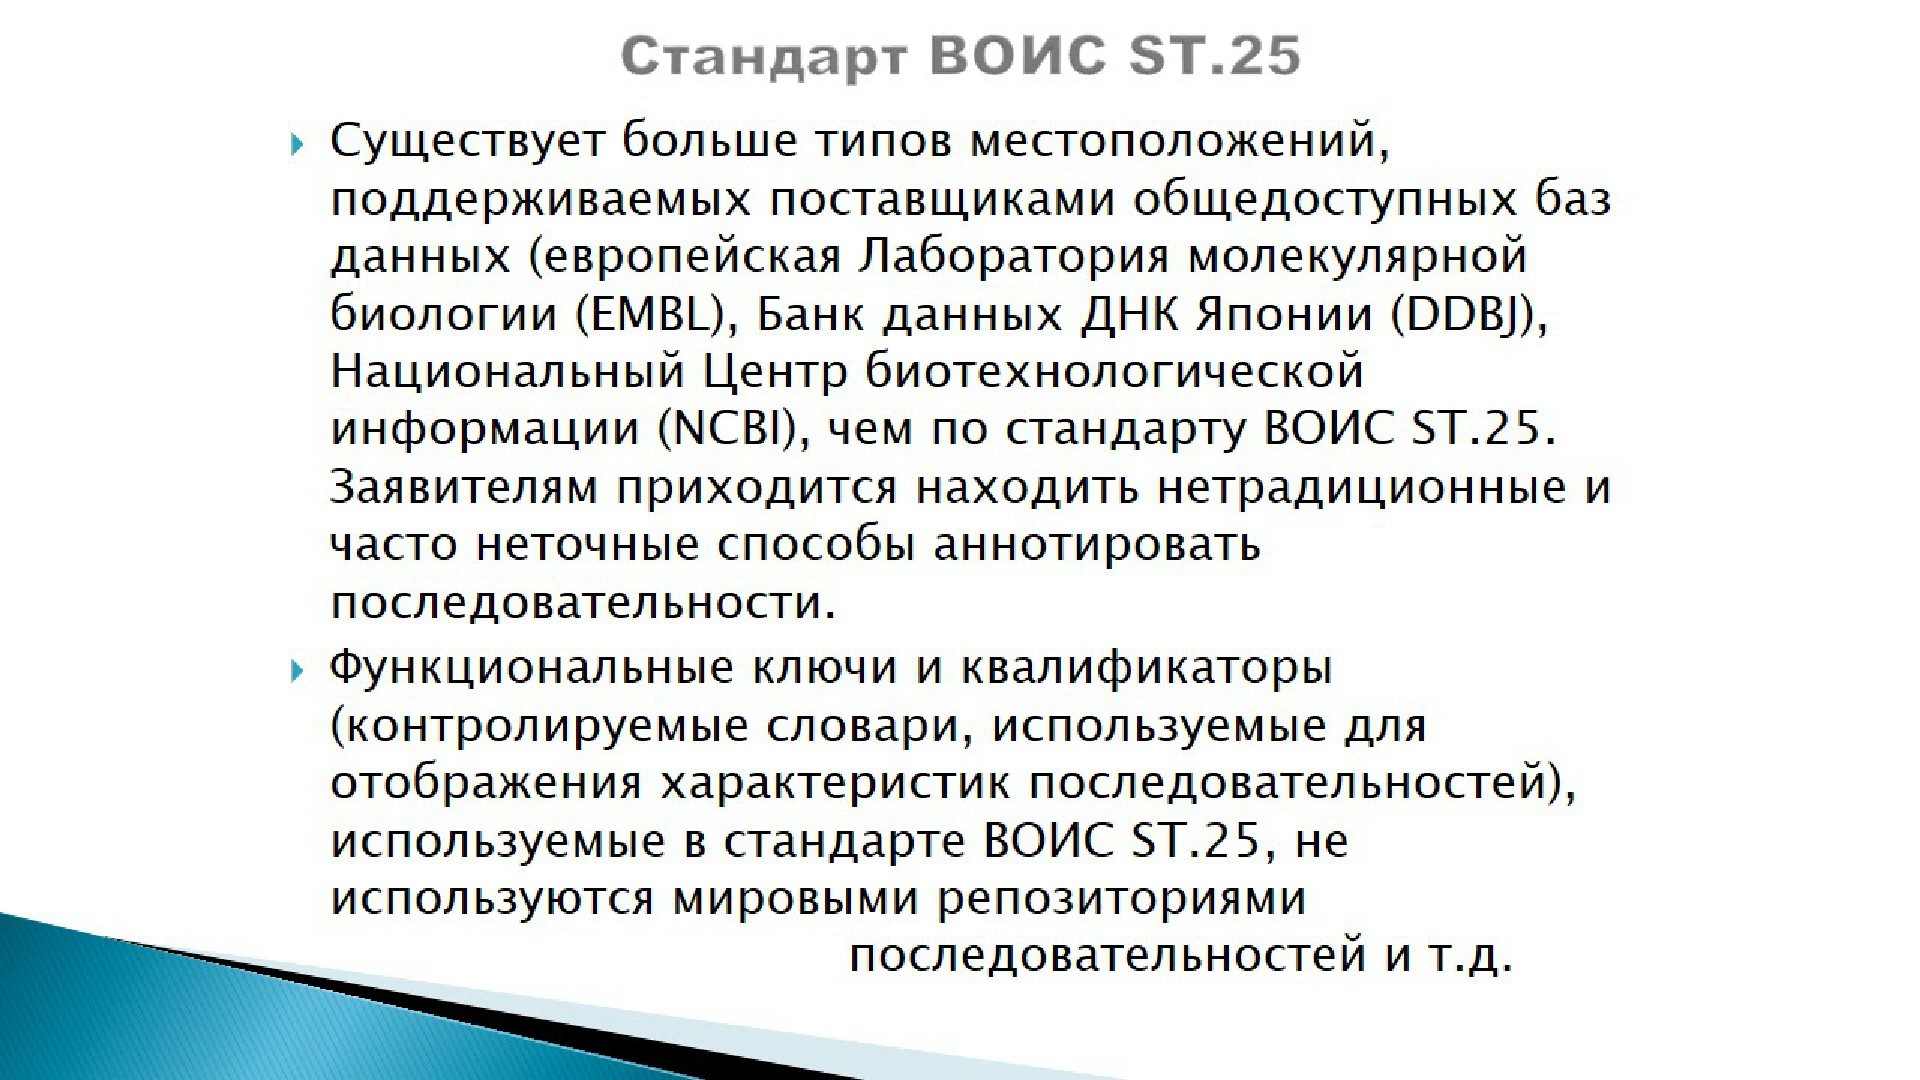 Стандарт ВОИС ST.25
Существует больше типов местоположений,
поддерживаемых поставщиками общедоступных баз
данных (европейская Лаборатория молекулярной
биологии (EMBL), Банк данных ДНК Японии (DDBJ),
Национальный Центр биотехнологической
информации (NCBI), чем по стандарту ВОИС ST.25.
Заявителям приходится находить нетрадиционные и
часто неточные способы аннотировать
последовательности.
Функциональные ключи и квалификаторы
(контролируемые словари, используемые для
отображения характеристик последовательностей),
используемые в стандарте ВОИС ST.25, не
используются мировыми репозиториями
последовательностей и т.д.